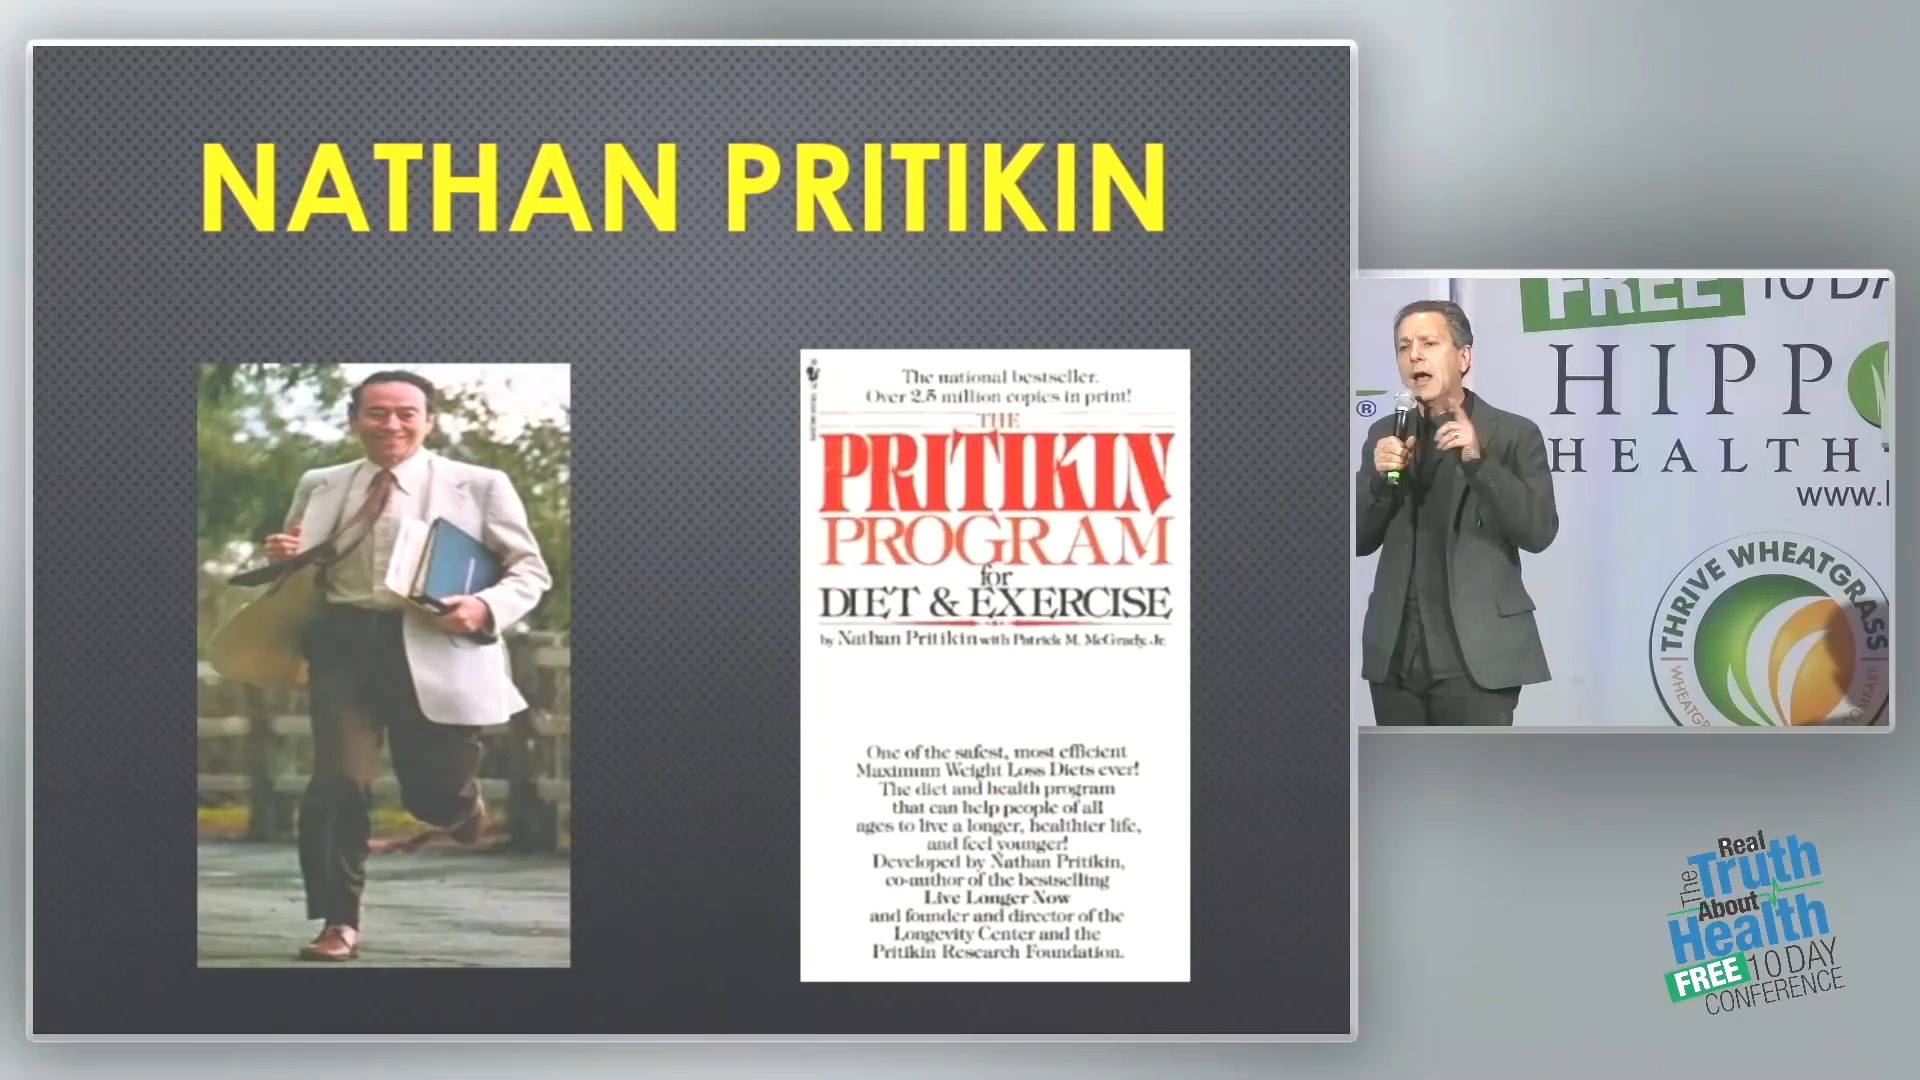 NATHAN PRITIKIN
The national bestseller.
Over 2.5 million copies in print!
THE
PRITIKIN
PROGRAM
for
DIET & EXERCISE
by Nathan Pritikin with Patrick M. McGrady, Jr.
One of the safest, most efficient
Maximum Weight Loss Diets ever!
The diet and health program
that can help people of all
ages to live a longer, healthier life,
and feel younger!
Developed by Nathan Pritikin,
co-author of the bestselling
Live Longer Now
and founder and director of the
Longevity Center and the
Pritikin Research Foundation.
FREE 10 DA
®
HIPP
HEALTH
www.
THRIVE WHEATGRASS
WHEATGR
The Real
Truth
About
Health
FREE 10 DAY
CONFERENCE